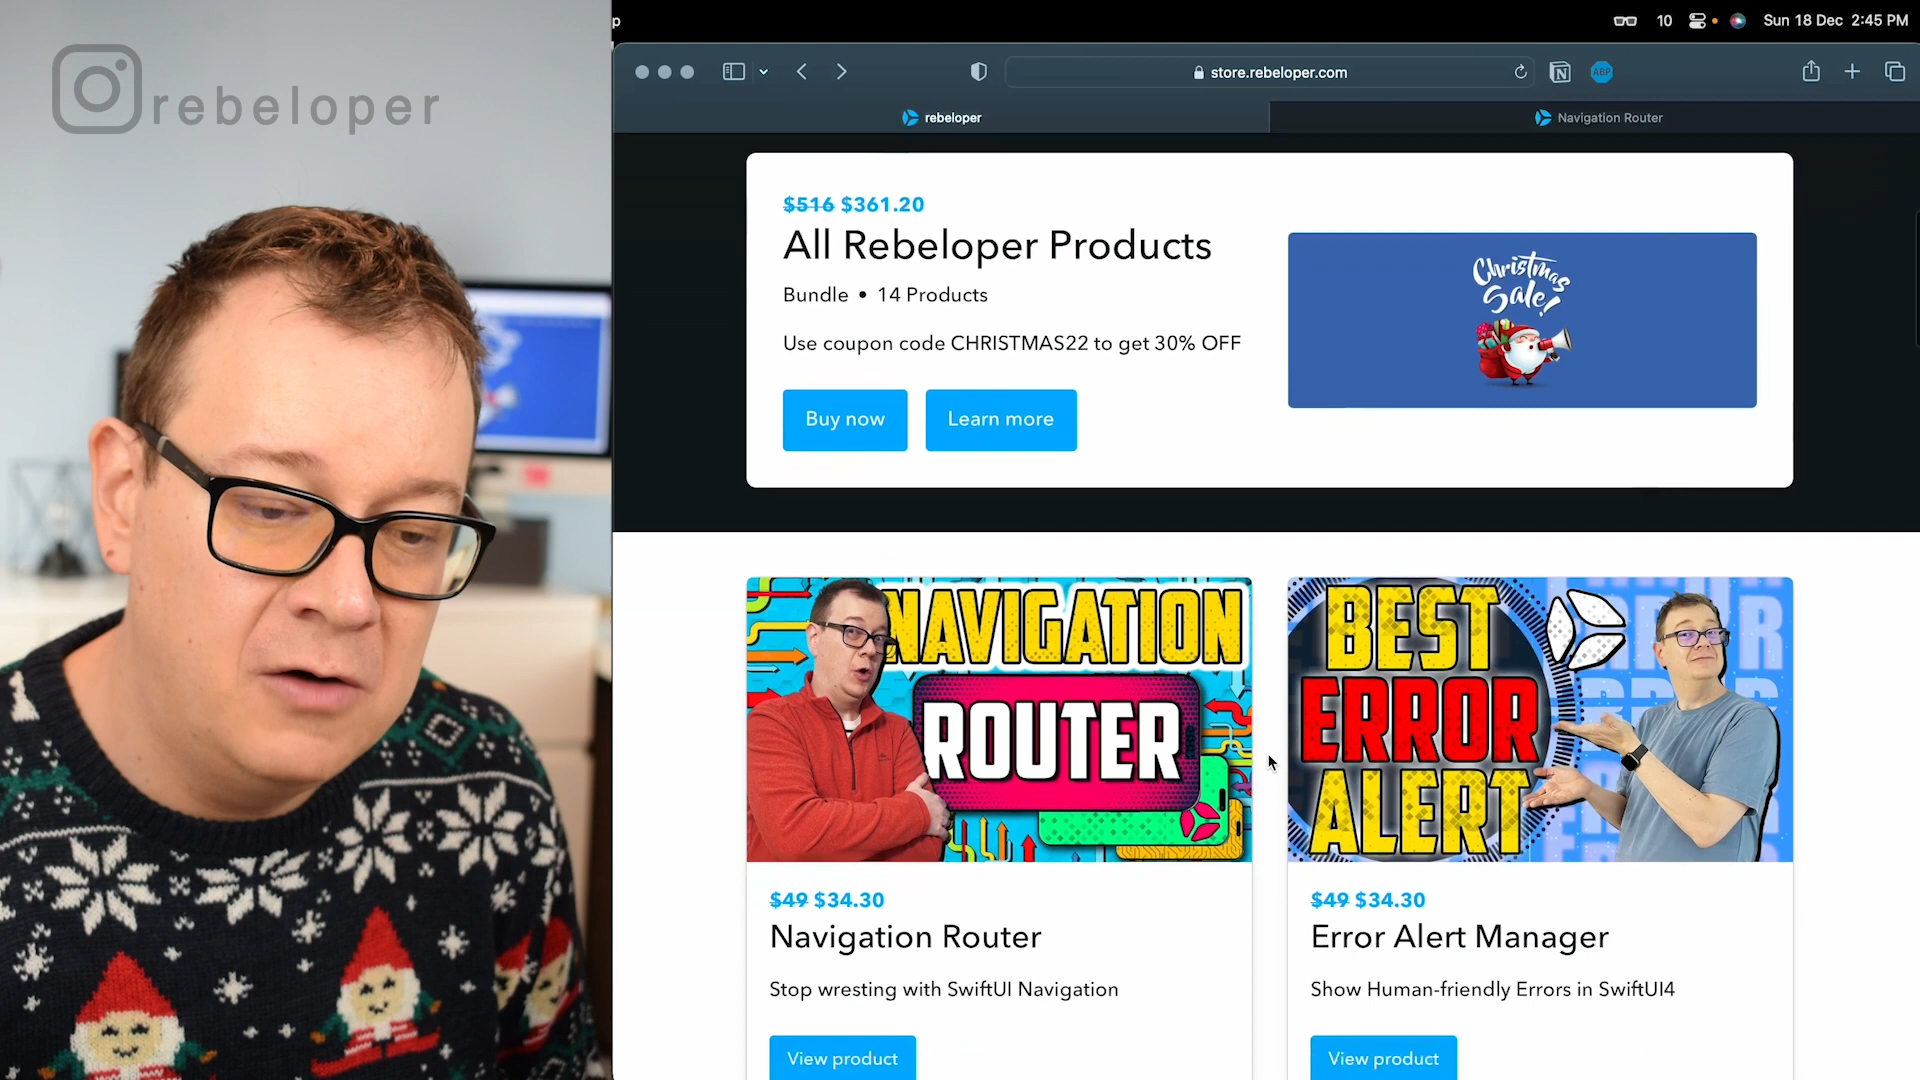 rebeloper
p
10
Sun 18 Dec 2:45 PM
store.rebeloper.com
ABP
rebeloper
Navigation Router
$516 $361.20
All Rebeloper Products
Bundle • 14 Products
Use coupon code CHRISTMAS22 to get 30% OFF
Buy now
Learn more
Christmas
Sale!
NAVIGATION
ROUTER
BEST
ERROR
ALERT
$49 $34.30
Navigation Router
Stop wresting with SwiftUI Navigation
View product
$49 $34.30
Error Alert Manager
Show Human-friendly Errors in SwiftUI4
View product